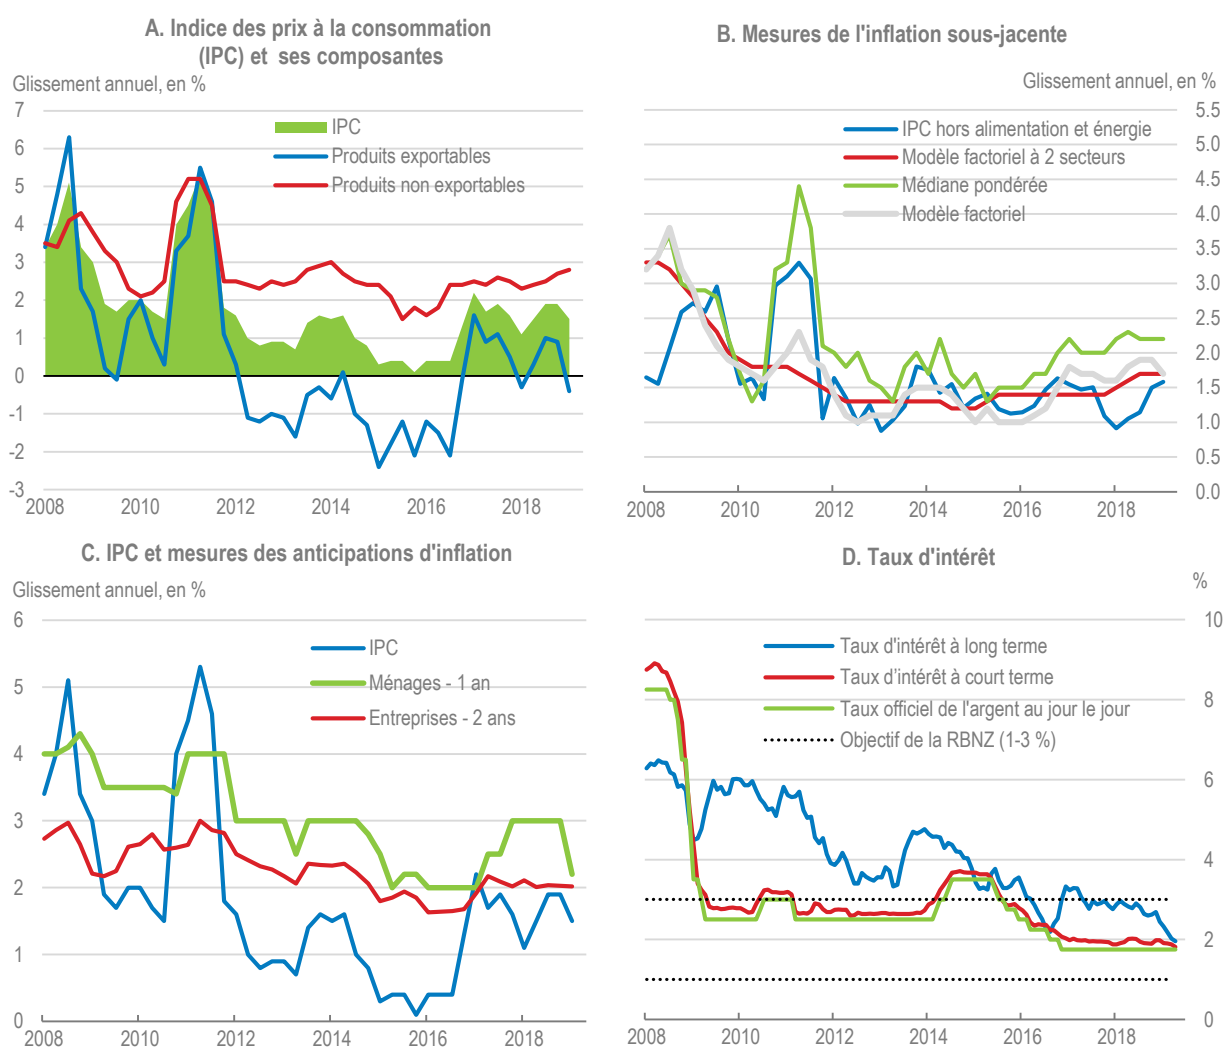 A. Indice des prix à la consommation
(IPC) et ses composantes
Glissement annuel, en %
7
6
5
4
3
2
1
0
-1
-2
-3
IPC
Produits exportables
Produits non exportables
2008
2010
2012
2014
2016
2018
B. Mesures de l'inflation sous-jacente
Glissement annuel, en %
5.5
5.0
4.5
4.0
3.5
3.0
2.5
2.0
1.5
1.0
0.5
0.0
IPC hors alimentation et énergie
Modèle factoriel à 2 secteurs
Médiane pondérée
Modèle factoriel
2008
2010
2012
2014
2016
2018
C. IPC et mesures des anticipations d'inflation
Glissement annuel, en %
6
5
4
3
2
1
0
IPC
Ménages - 1 an
Entreprises - 2 ans
2008
2010
2012
2014
2016
2018
D. Taux d'intérêt
%
10
8
6
4
2
0
Taux d'intérêt à long terme
Taux d’intérêt à court terme
Taux officiel de l'argent au jour le jour
Objectif de la RBNZ (1-3 %)
2008
2010
2012
2014
2016
2018